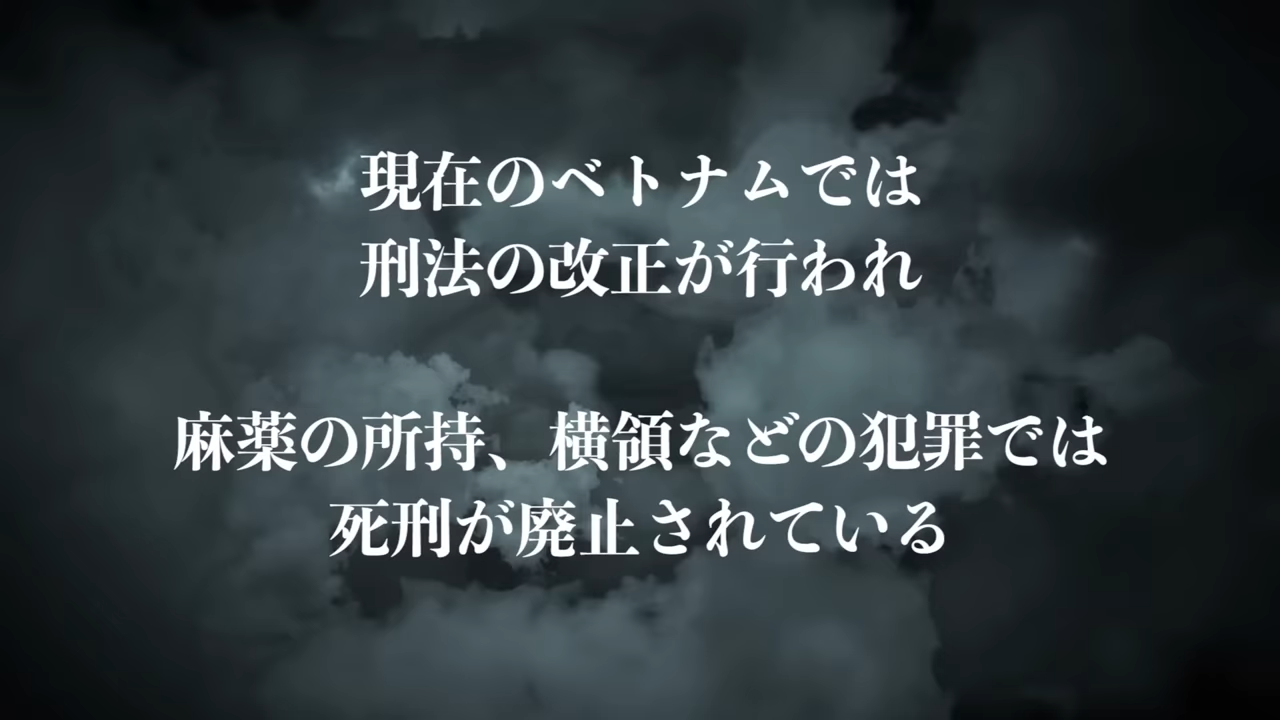 現在のベトナムでは
刑法の改正が行われ
麻薬の所持、横領などの犯罪では
死刑が廃止されている